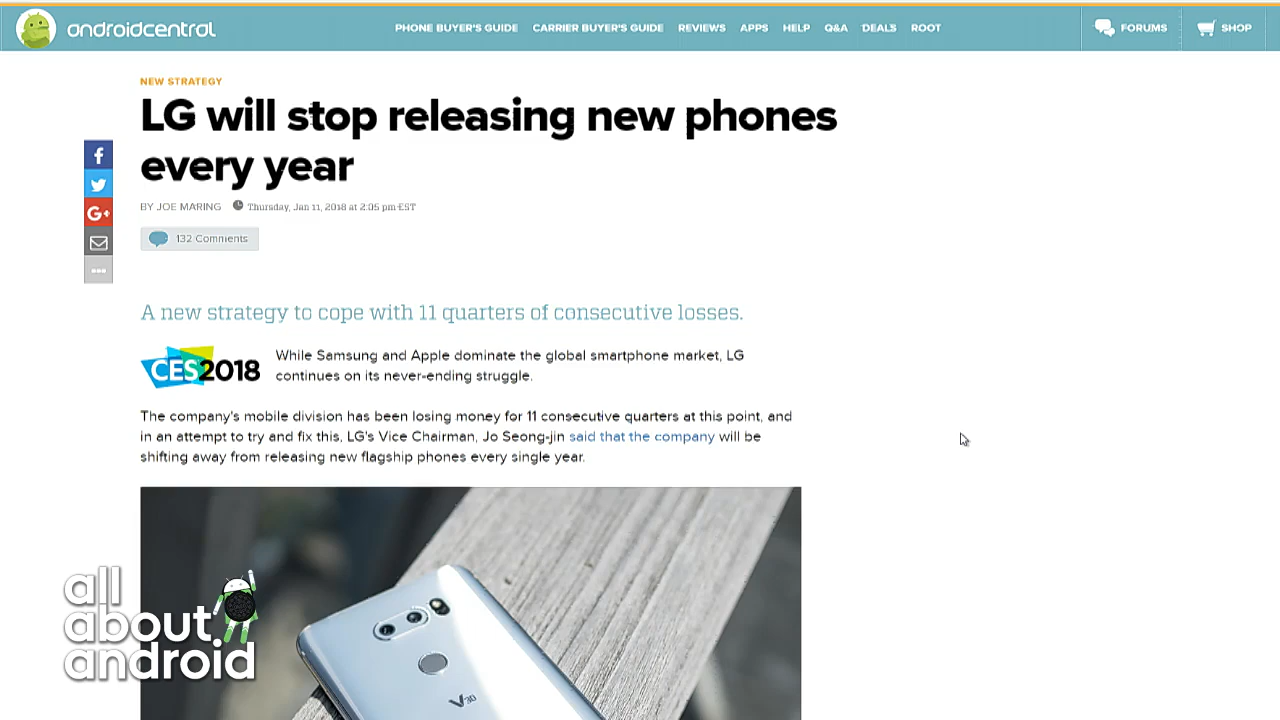 androidcentral
PHONE BUYER'S GUIDE CARRIER BUYER'S GUIDE REVIEWS APPS HELP Q&A DEALS ROOT
FORUMS SHOP
NEW STRATEGY
LG will stop releasing new phones
every year
BY JOE MARING Thursday, Jan 11, 2018 at 2:05 pm EST
132 Comments
A new strategy to cope with 11 quarters of consecutive losses.
CES2018
While Samsung and Apple dominate the global smartphone market, LG
continues on its never-ending struggle.
The company's mobile division has been losing money for 11 consecutive quarters at this point, and
in an attempt to try and fix this, LG's Vice Chairman, Jo Seong-jin said that the company will be
shifting away from releasing new flagship phones every single year.
V30
all
about
android